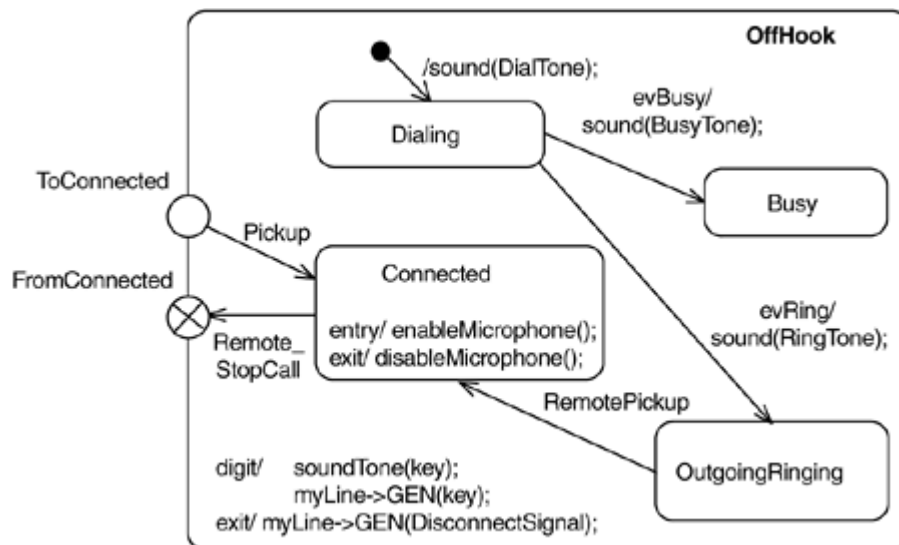 OffHook
/sound(DialTone);
evBusy/
sound(BusyTone);
Dialing
ToConnected
Busy
Pickup
Connected
FromConnected
entry/ enableMicrophone();
exit/ disableMicrophone();
evRing/
sound(RingTone);
Remote_
StopCall
RemotePickup
OutgoingRinging
digit/ soundTone(key);
myLine->GEN(key);
exit/ myLine->GEN(DisconnectSignal);